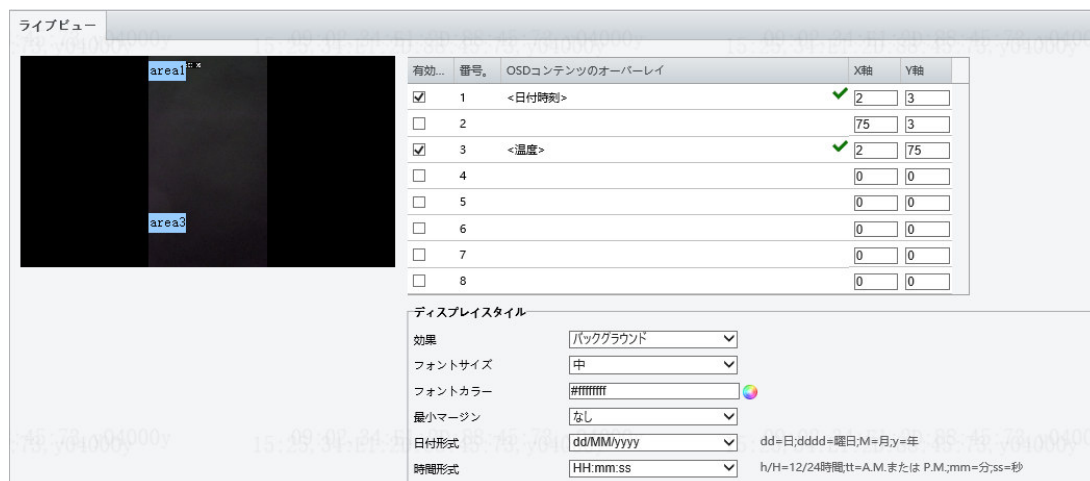 ライブビュー
area1
area3
有効... 番号。 OSDコンテンツのオーバーレイ X軸 Y軸
1 <日付時刻> 2 3
2 75 3
3 <温度> 2 75
4 0 0
5 0 0
6 0 0
7 0 0
8 0 0
ディスプレイスタイル
効果 バックグラウンド
フォントサイズ 中
フォントカラー #ffffffff
最小マージン なし
日付形式 dd/MM/yyyy dd=日;dddd=曜日;M=月;y=年
時間形式 HH:mm:ss h/H=12/24時間;tt=A.M.または P.M.;mm=分;ss=秒